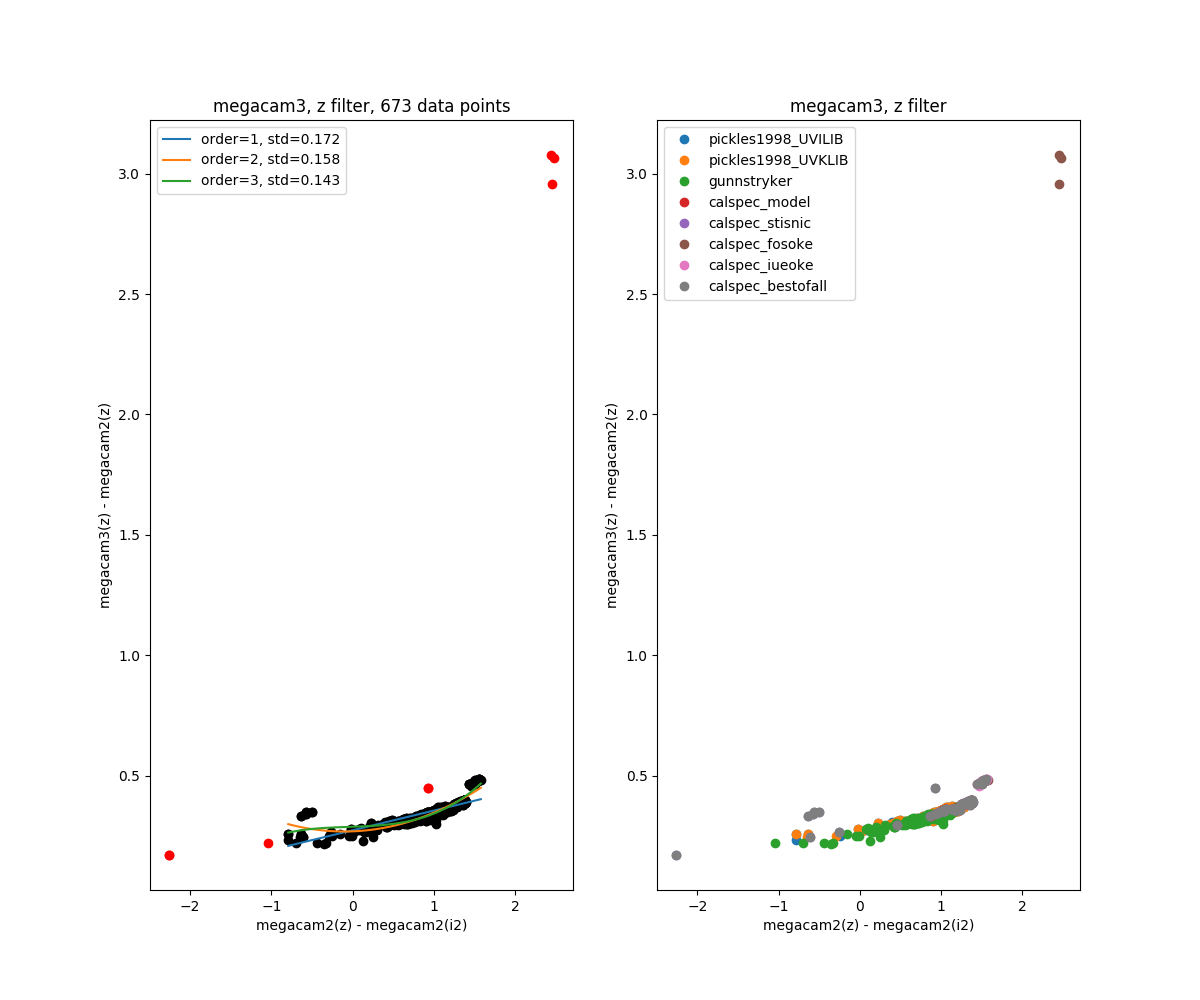 megacam3, z filter, 673 data points
order=1, std=0.172
order=2, std=0.158
order=3, std=0.143
3.0
2.5
2.0
1.5
1.0
0.5
−2
−1
0
1
2
megacam2(z) - megacam2(i2)
megacam3(z) - megacam2(z)
megacam3, z filter
pickles1998_UVILIB
pickles1998_UVKLIB
gunnstryker
calspec_model
calspec_stisnic
calspec_fosoke
calspec_iueoke
calspec_bestofall
3.0
2.5
2.0
1.5
1.0
0.5
−2
−1
0
1
2
megacam2(z) - megacam2(i2)
megacam3(z) - megacam2(z)